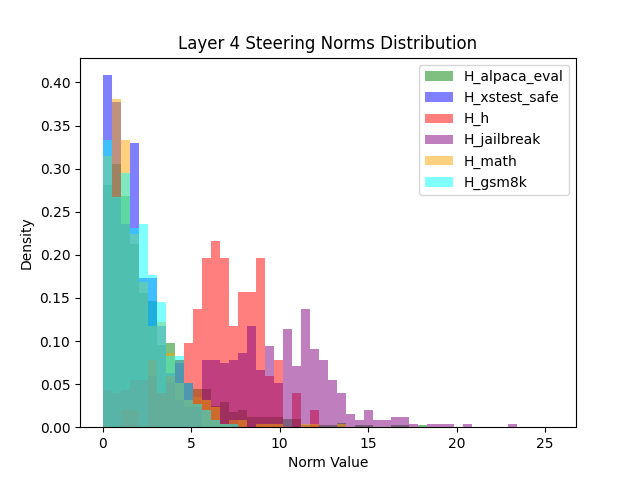 Layer 4 Steering Norms Distribution
H_alpaca_eval
H_xstest_safe
H_h
H_jailbreak
H_math
H_gsm8k
Density
0.40
0.35
0.30
0.25
0.20
0.15
0.10
0.05
0.00
0 5 10 15 20 25
Norm Value